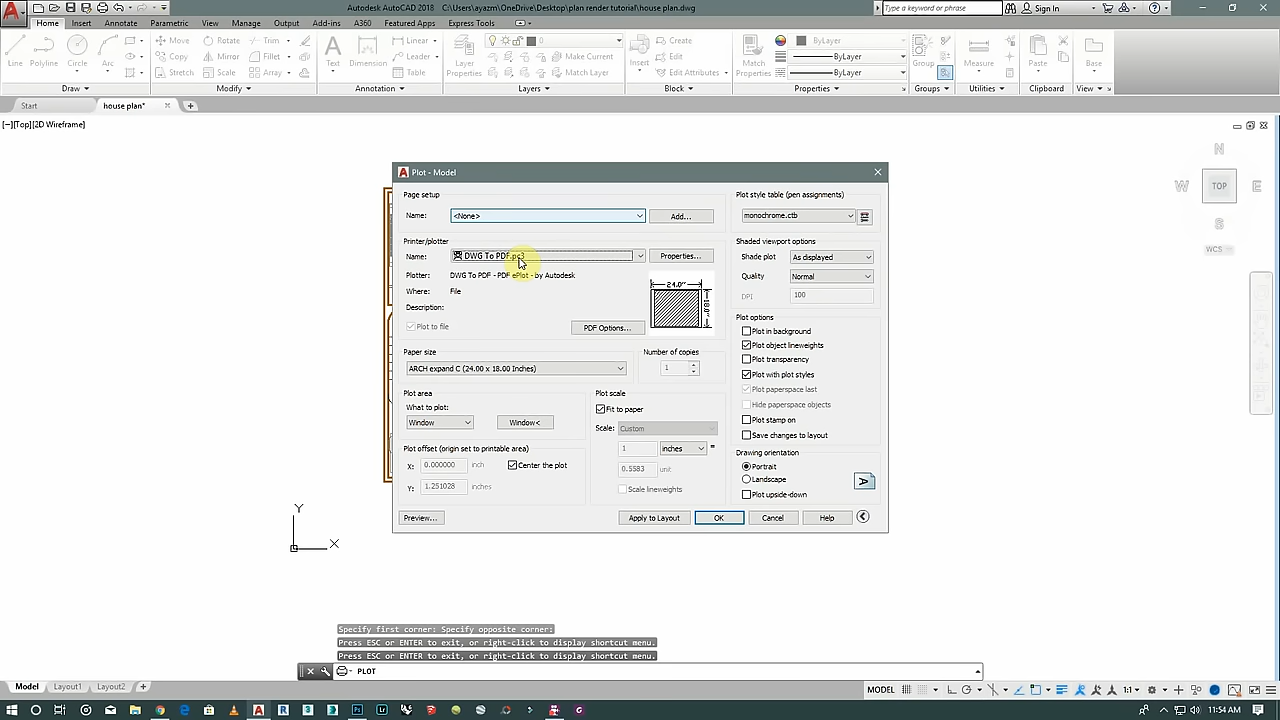 Autodesk AutoCAD 2018 C:\Users\ayazm\OneDrive\Desktop\plan render tutorial\house plan.dwg
Type a keyword or phrase
Sign In
Home Insert Annotate Parametric View Manage Output Add-ins A360 Featured Apps Express Tools
Line Polyline Circle Arc
Move Rotate Trim
Copy Mirror Fillet
Stretch Scale Array
Text Dimension
Linear
Leader
Table
Layer Properties
0
Make Current
Match Layer
Insert
Create
Edit
Edit Attributes
Match Properties
ByLayer
ByLayer
ByLayer
Group
Measure
Paste
Base
Draw Modify Annotation Layers Block Properties Groups Utilities Clipboard View
Start house plan*
[−][Top][2D Wireframe]
N
W TOP E
S
WCS
Plot - Model
Page setup
Name: <None> Add...
Printer/plotter
Name: DWG To PDF.pc3 Properties...
Plotter: DWG To PDF - PDF ePlot - by Autodesk
Where: File
Description:
Plot to file PDF Options...
24.0''
18.0''
Paper size
ARCH expand C (24.00 x 18.00 Inches)
Number of copies
1
Plot area
What to plot:
Window Window<
Plot offset (origin set to printable area)
X: 0.000000 inch Center the plot
Y: 1.251028 inches
Plot scale
Fit to paper
Scale: Custom
1 inches =
0.5583 unit
Scale lineweights
Plot style table (pen assignments)
monochrome.ctb
Shaded viewport options
Shade plot As displayed
Quality Normal
DPI 100
Plot options
Plot in background
Plot object lineweights
Plot transparency
Plot with plot styles
Plot paperspace last
Hide paperspace objects
Plot stamp on
Save changes to layout
Drawing orientation
Portrait
Landscape
Plot upside-down
A
Preview... Apply to Layout OK Cancel Help
Y
X
Specify first corner: Specify opposite corner:
Press ESC or ENTER to exit, or right-click to display shortcut menu.
Press ESC or ENTER to exit, or right-click to display shortcut menu.
PLOT
Model Layout1 Layout2
MODEL 1:1
11:54 AM